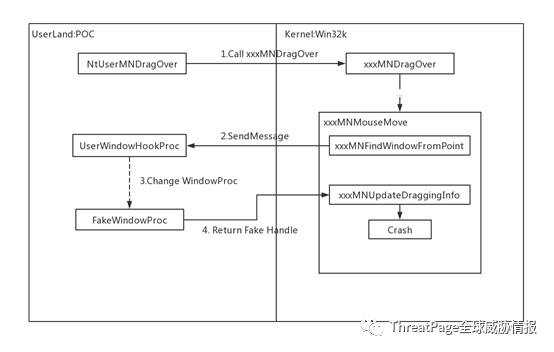 UserLand:POC
Kernel:Win32k
1.Call xxxMNDragOver
NtUserMNDragOver
xxxMNDragOver
...
xxxMNMouseMove
2.SendMessage
UserWindowHookProc
xxxMNFindWindowFromPoint
3.Change WindowProc
xxxMNUpdateDraggingInfo
FakeWindowProc
4. Return Fake Handle
Crash
ThreatPage全球威胁情报